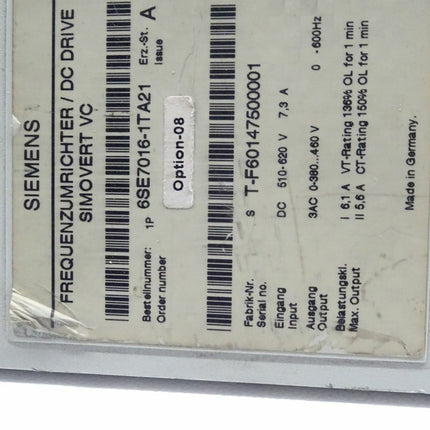 SIEMENS
FREQUENZUMRICHTER / DC DRIVE
SIMOVERT VC
Bestellnummer: 1P 6SE7016-1TA21 Erz.-St. A
Order number Issue
Option-08
Fabrik-Nr. S T-F60147500001
Serial no.
Eingang DC 510-620 V 7,3 A
Input
Ausgang 3AC 0-380...460 V 0 -600Hz
Output
Belastungskl. I 6,1 A VT-Rating 136% OL for 1 min
Max. Output II 5,6 A CT-Rating 150% OL for 1 min
Made in Germany.